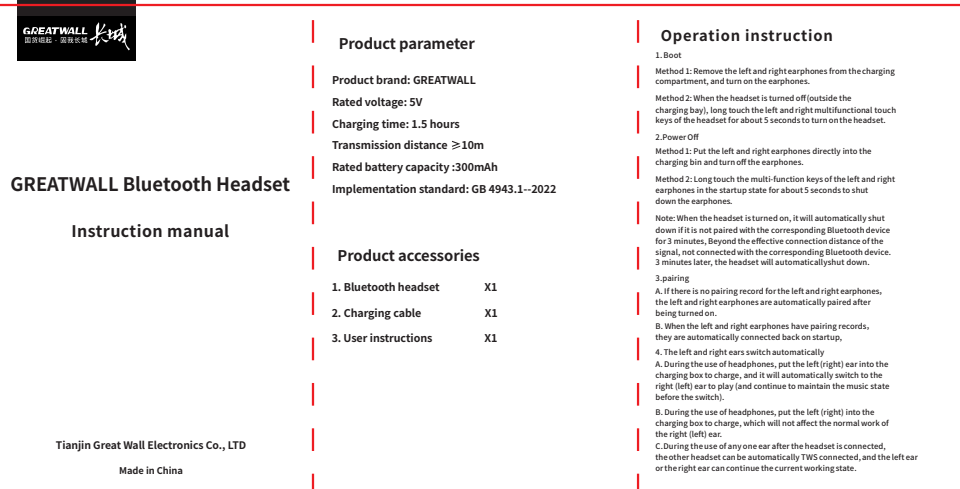 GREATWALL
国货崛起·固我长城
长城
GREATWALL Bluetooth Headset
Instruction manual
Tianjin Great Wall Electronics Co., LTD
Made in China
Product parameter
Product brand: GREATWALL
Rated voltage: 5V
Charging time: 1.5 hours
Transmission distance ⩾10m
Rated battery capacity :300mAh
Implementation standard: GB 4943.1--2022
Product accessories
1. Bluetooth headset X1
2. Charging cable X1
3. User instructions X1
Operation instruction
1. Boot
Method 1: Remove the left and right earphones from the charging
compartment, and turn on the earphones.
Method 2: When the headset is turned off (outside the
charging bay), long touch the left and right multifunctional touch
keys of the headset for about 5 seconds to turn on the headset.
2.Power Off
Method 1: Put the left and right earphones directly into the
charging bin and turn off the earphones.
Method 2: Long touch the multi-function keys of the left and right
earphones in the startup state for about 5 seconds to shut
down the earphones.
Note: When the headset is turned on, it will automatically shut
down if it is not paired with the corresponding Bluetooth device
for 3 minutes, Beyond the effective connection distance of the
signal, not connected with the corresponding Bluetooth device.
3 minutes later, the headset will automaticallyshut down.
3.pairing
A. If there is no pairing record for the left and right earphones,
the left and right earphones are automatically paired after
being turned on.
B. When the left and right earphones have pairing records,
they are automatically connected back on startup,
4. The left and right ears switch automatically
A. During the use of headphones, put the left (right) ear into the
charging box to charge, and it will automatically switch to the
right (left) ear to play (and continue to maintain the music state
before the switch).
B. During the use of headphones, put the left (right) into the
charging box to charge, which will not affect the normal work of
the right (left) ear.
C. During the use of any one ear after the headset is connected,
the other headset can be automatically TWS connected, and the left ear
or the right ear can continue the current working state.